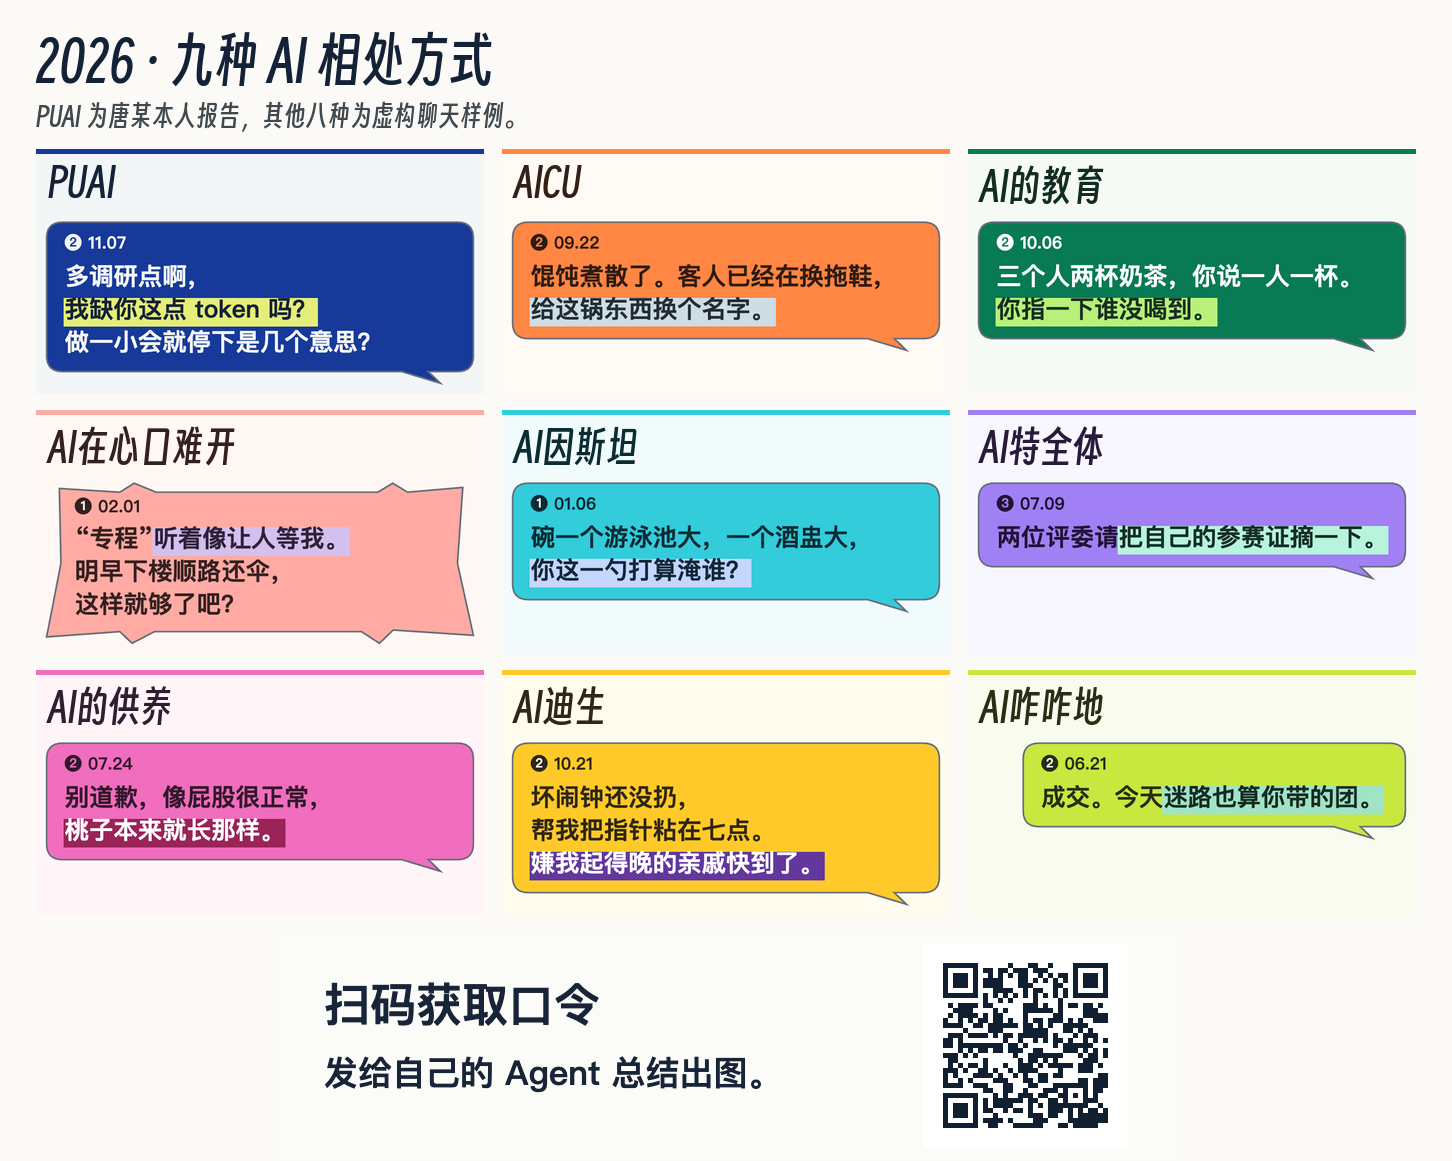 2026 · 九种 AI 相处方式
PUAI 为唐某本人报告，其他八种为虚构聊天样例。
PUAI
2 11.07
多调研点啊，
我缺你这点 token 吗？
做一小会就停下是几个意思？
AICU
2 09.22
馄饨煮散了。客人已经在换拖鞋，
给这锅东西换个名字。
AI的教育
2 10.06
三个人两杯奶茶，你说一人一杯。
你指一下谁没喝到。
AI在心口难开
1 02.01
“专程”听着像让人等我。
明早下楼顺路还伞，
这样就够了吧？
AI因斯坦
1 01.06
碗一个游泳池大，一个酒盅大，
你这一勺打算淹谁？
AI特全体
3 07.09
两位评委请把自己的参赛证摘一下。
AI的供养
2 07.24
别道歉，像屁股很正常，
桃子本来就长那样。
AI迪生
2 10.21
坏闹钟还没扔，
帮我把指针粘在七点。
嫌我起得晚的亲戚快到了。
AI咋咋地
2 06.21
成交。今天迷路也算你带的团。
扫码获取口令
发给自己的 Agent 总结出图。